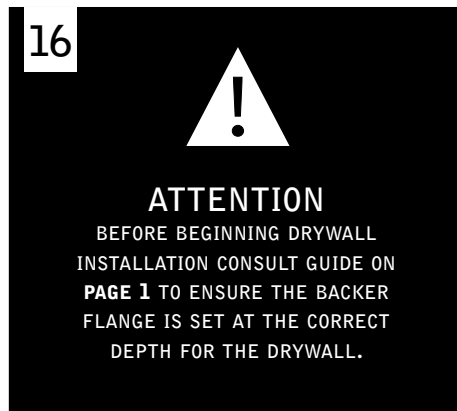 16
!
ATTENTION
BEFORE BEGINNING DRYWALL
INSTALLATION CONSULT GUIDE ON
PAGE 1 TO ENSURE THE BACKER
FLANGE IS SET AT THE CORRECT
DEPTH FOR THE DRYWALL.